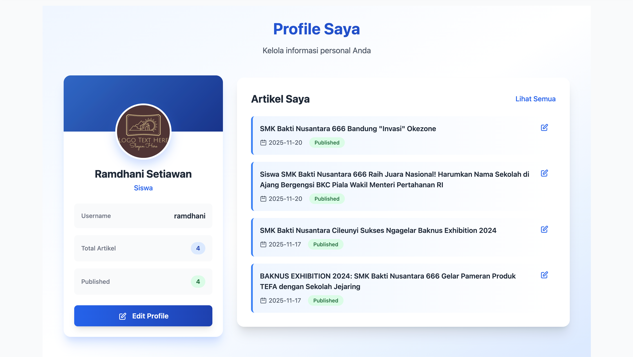 Profile Saya
Kelola informasi personal Anda
LOGO TEXT HERE
Slogan Here
Ramdhani Setiawan
Siswa
Username ramdhani
Total Artikel 4
Published 4
Edit Profile
Artikel Saya Lihat Semua
SMK Bakti Nusantara 666 Bandung "Invasi" Okezone
2025-11-20 Published
Siswa SMK Bakti Nusantara 666 Raih Juara Nasional! Harumkan Nama Sekolah di
Ajang Bergengsi BKC Piala Wakil Menteri Pertahanan RI
2025-11-20 Published
SMK Bakti Nusantara Cileunyi Sukses Ngagelar Baknus Exhibition 2024
2025-11-17 Published
BAKNUS EXHIBITION 2024: SMK Bakti Nusantara 666 Gelar Pameran Produk
TEFA dengan Sekolah Jejaring
2025-11-17 Published